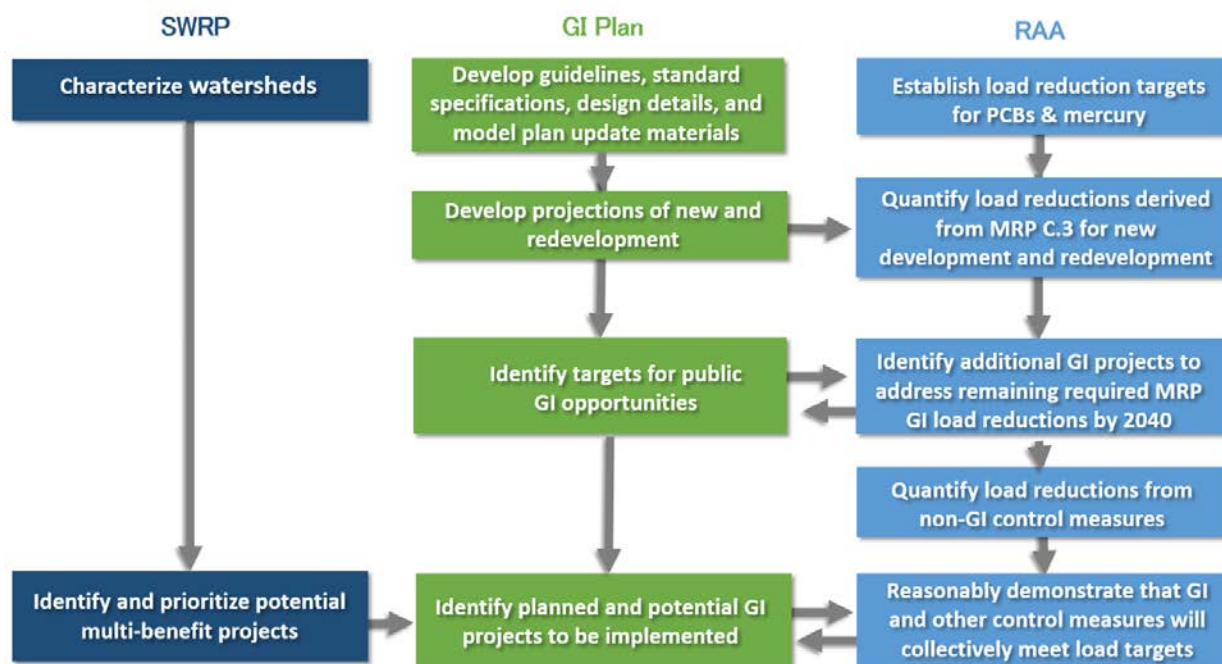 SWRP
Characterize watersheds
Identify and prioritize potential
multi-benefit projects
GI Plan
Develop guidelines, standard
specifications, design details, and
model plan update materials
Develop projections of new and
redevelopment
Identify targets for public
GI opportunities
Identify planned and potential GI
projects to be implemented
RAA
Establish load reduction targets
for PCBs & mercury
Quantify load reductions derived
from MRP C.3 for new
development and redevelopment
Identify additional GI projects to
address remaining required MRP
GI load reductions by 2040
Quantify load reductions from
non-GI control measures
Reasonably demonstrate that GI
and other control measures will
collectively meet load targets